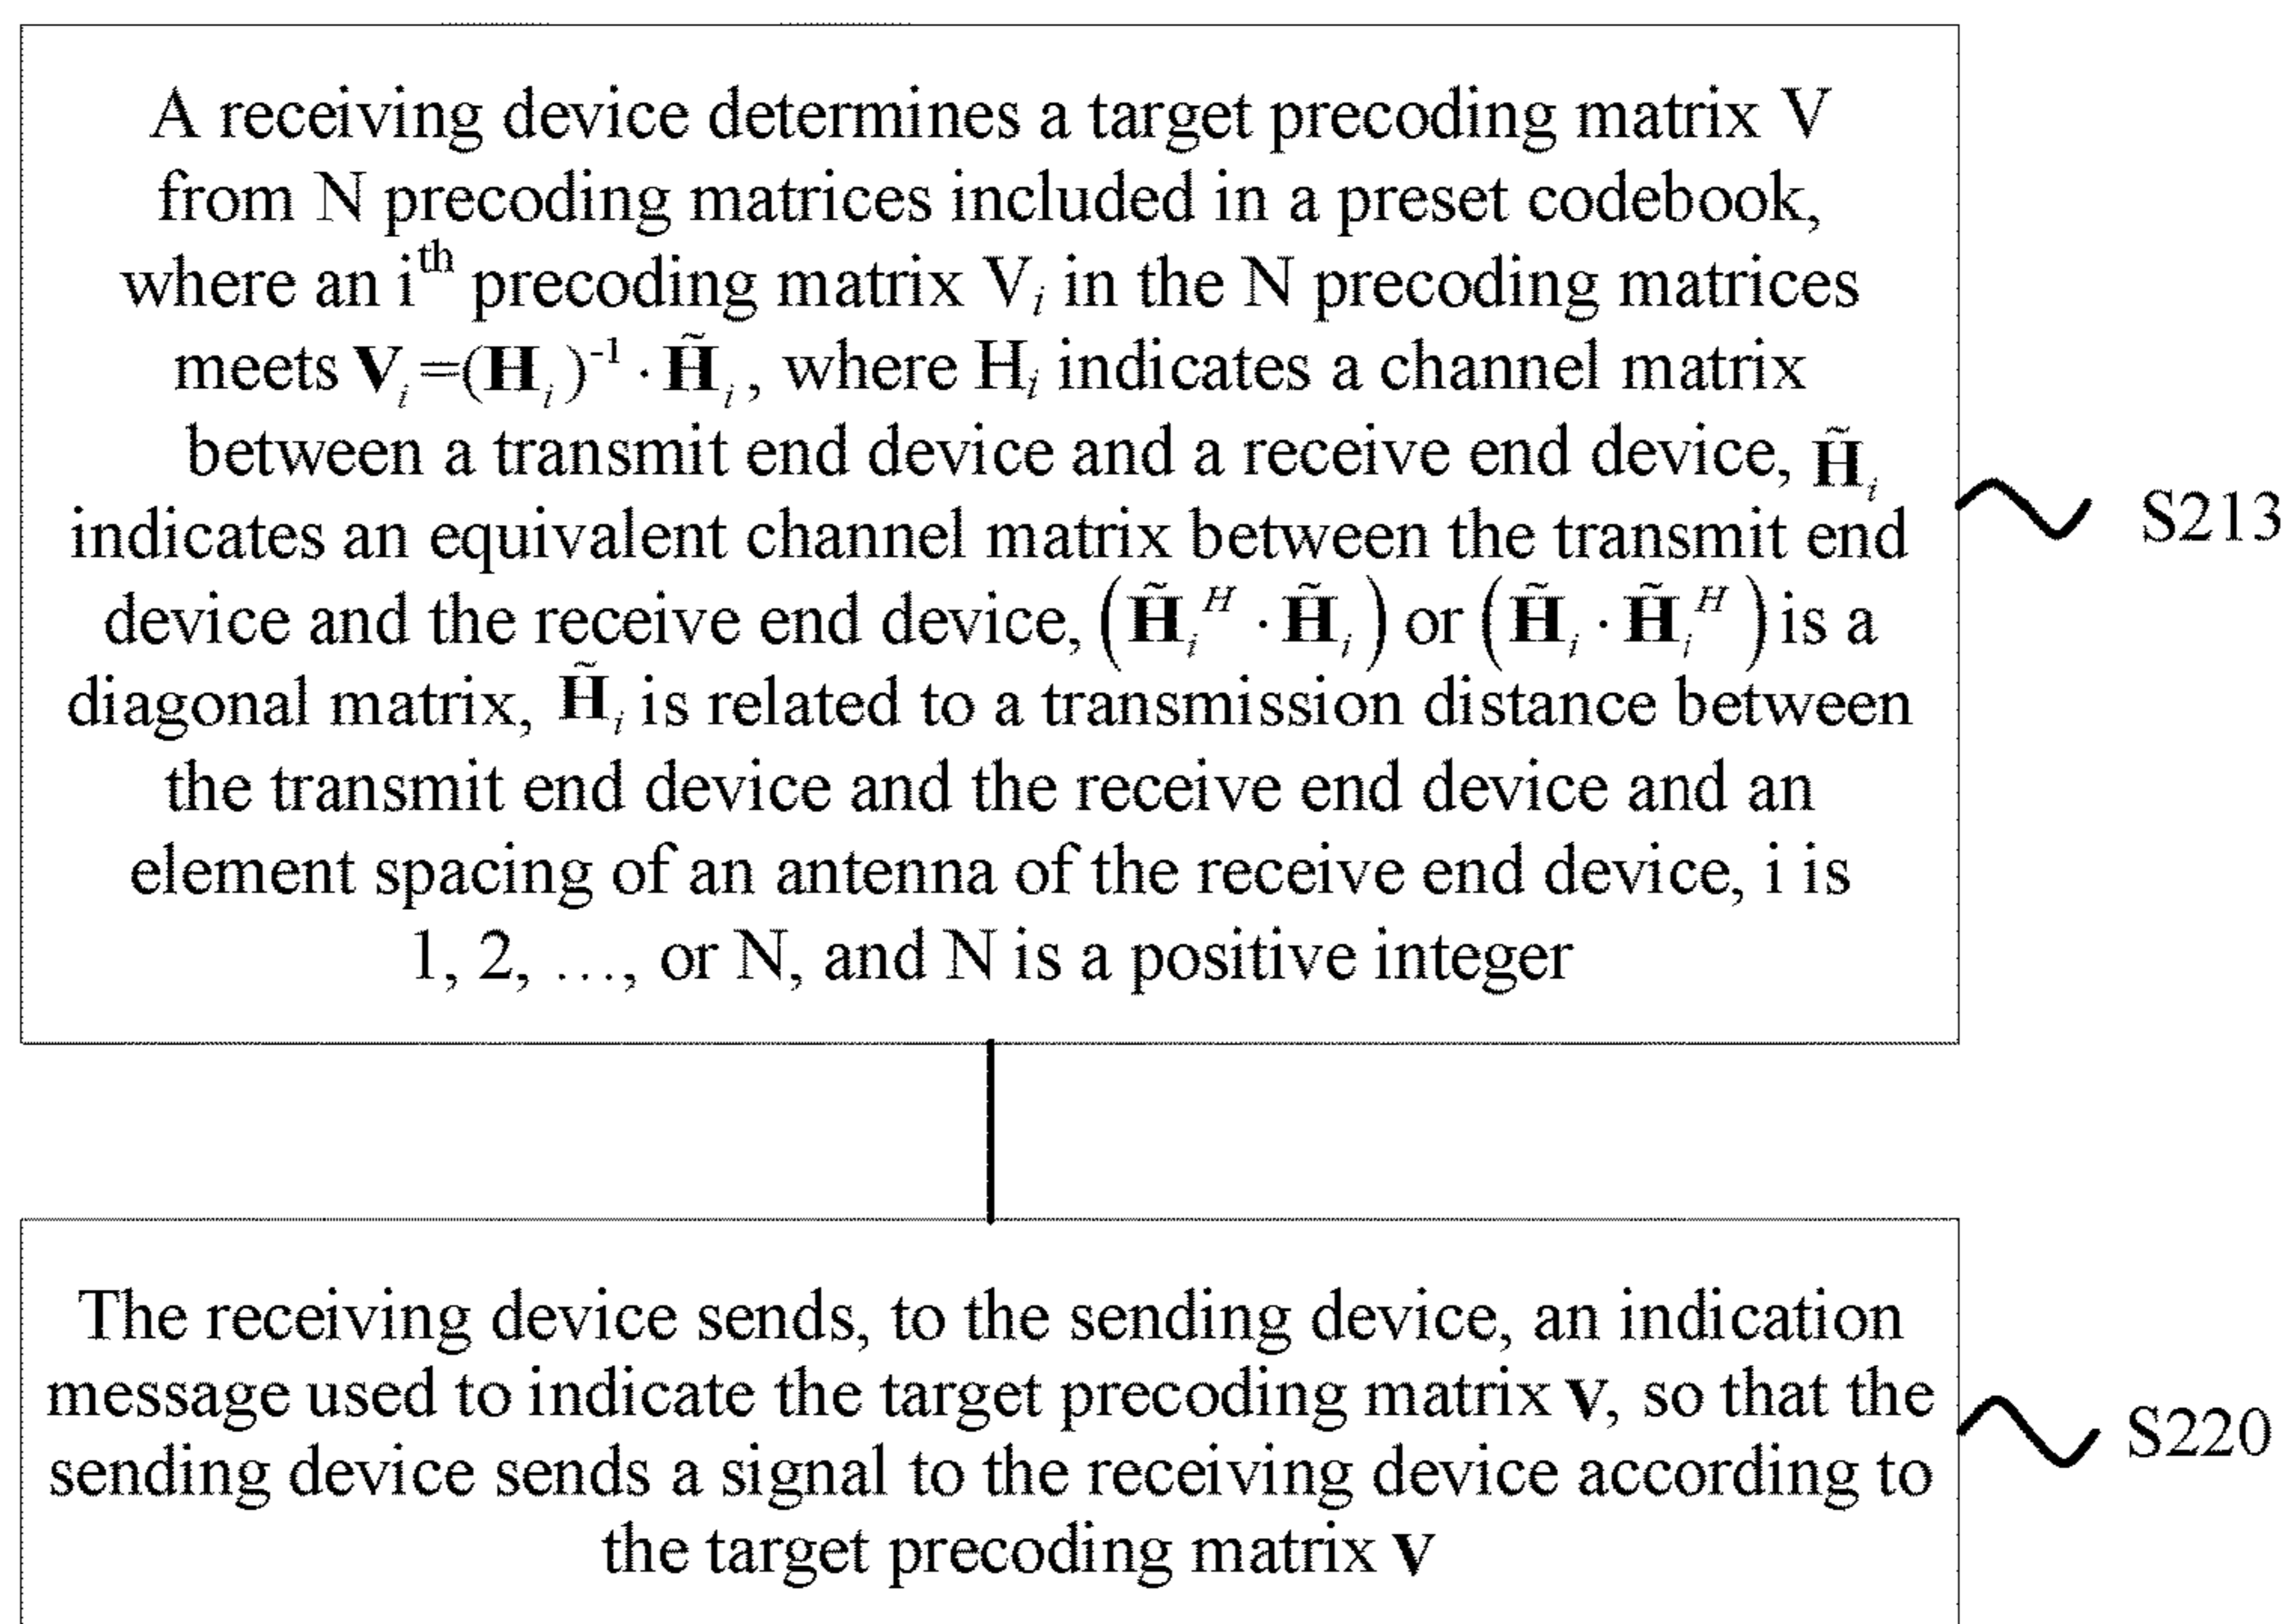 A receiving device determines a target precoding matrix V
from N precoding matrices included in a preset codebook,
where an iᵗʰ precoding matrix Vᵢ in the N precoding matrices
meets 𝐕ᵢ=(𝐇ᵢ)⁻¹ · 𝐇̃ᵢ, where Hᵢ indicates a channel matrix
between a transmit end device and a receive end device, 𝐇̃ᵢ
indicates an equivalent channel matrix between the transmit end
device and the receive end device, (𝐇̃ᵢᴴ · 𝐇̃ᵢ) or (𝐇̃ᵢ · 𝐇̃ᵢᴴ) is a
diagonal matrix, 𝐇̃ᵢ is related to a transmission distance between
the transmit end device and the receive end device and an
element spacing of an antenna of the receive end device, i is
1, 2, …, or N, and N is a positive integer
S213
The receiving device sends, to the sending device, an indication
message used to indicate the target precoding matrix 𝐯, so that the
sending device sends a signal to the receiving device according to
the target precoding matrix 𝐯
S220